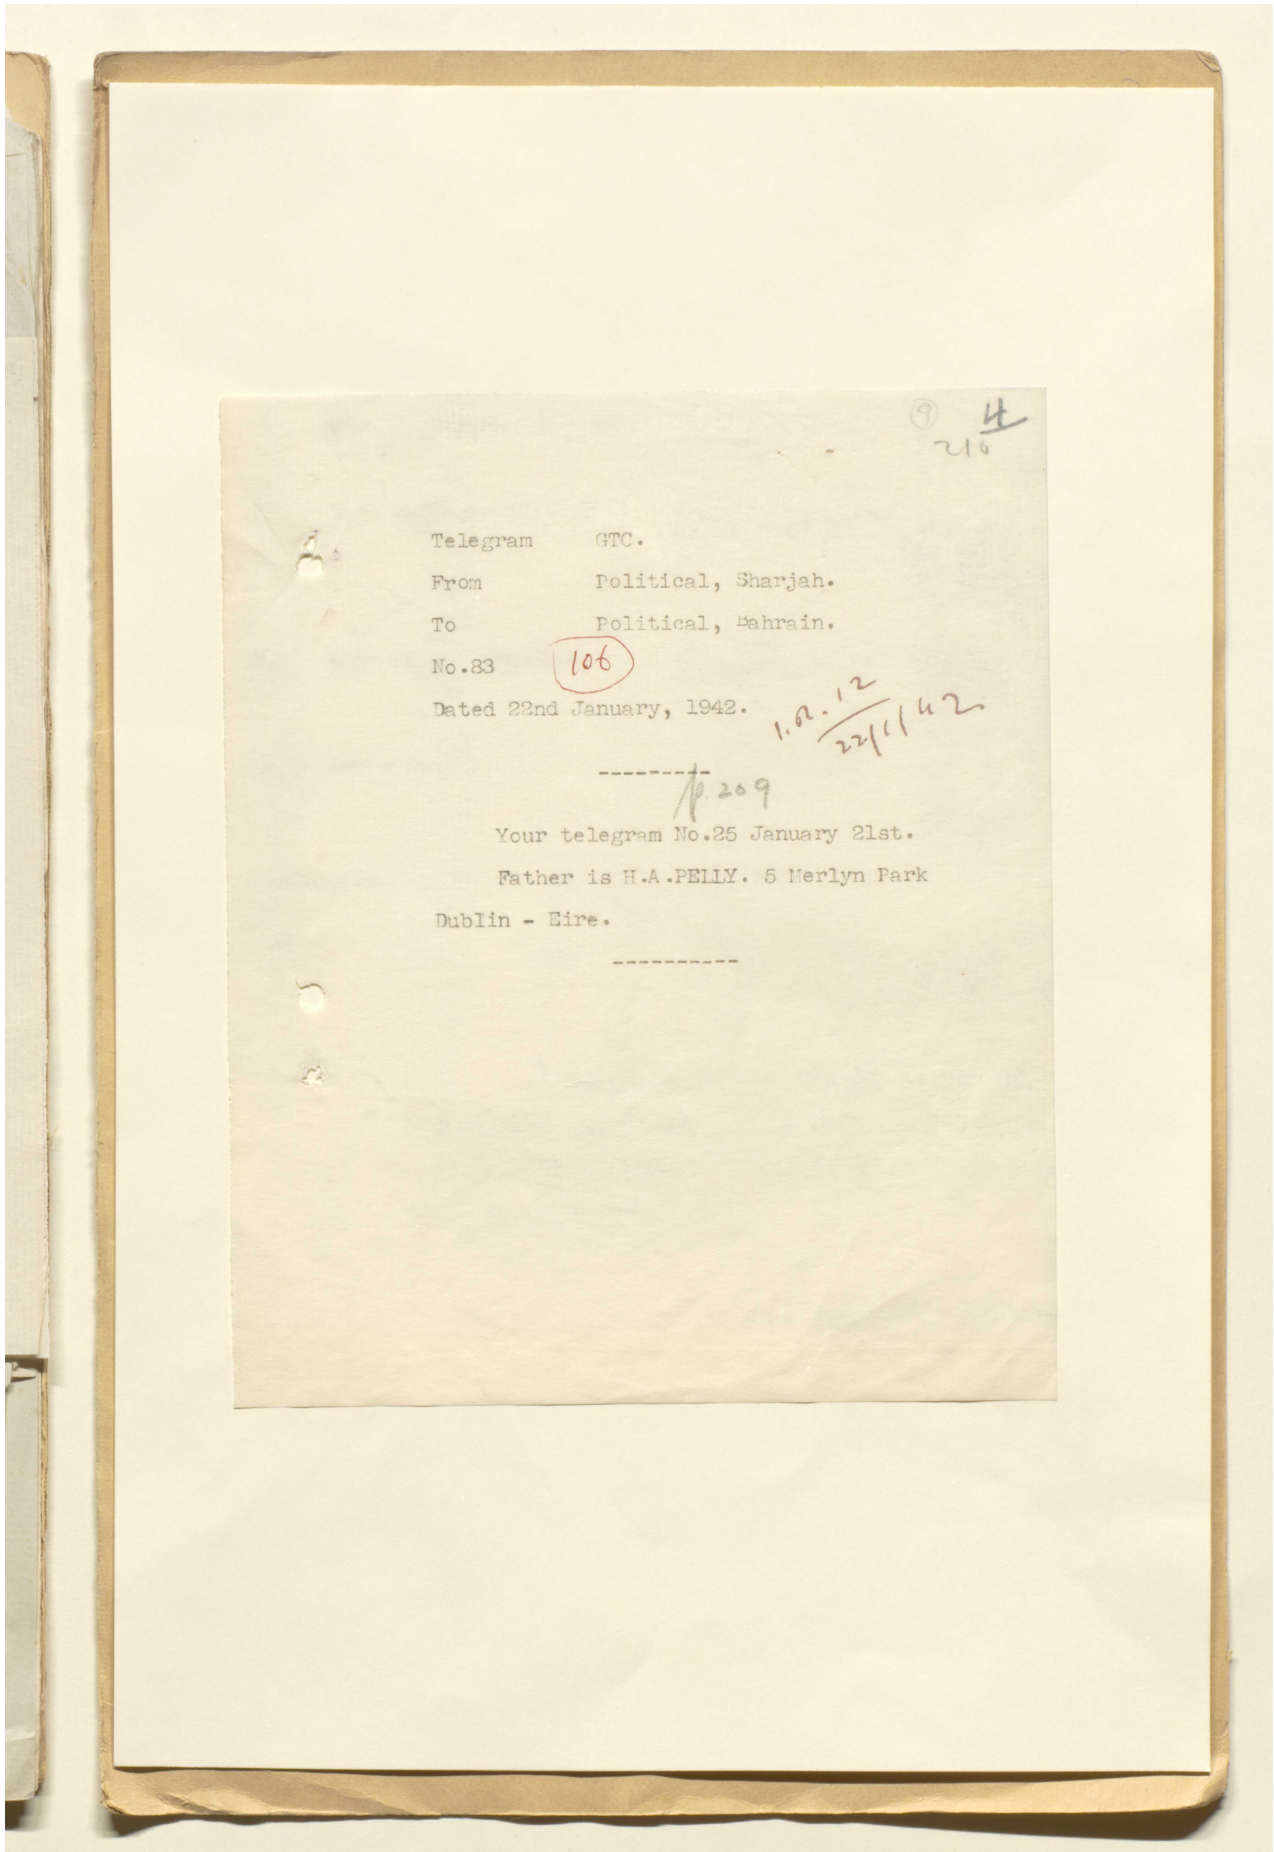 9 4
210
Telegram GTC.
From Political, Sharjah.
To Political, Bahrain.
No.83 106
Dated 22nd January, 1942.
12
22/1/42
p. 209
Your telegram No.25 January 21st.
Father is H.A.PELLY. 5 Merlyn Park
Dublin - Eire.